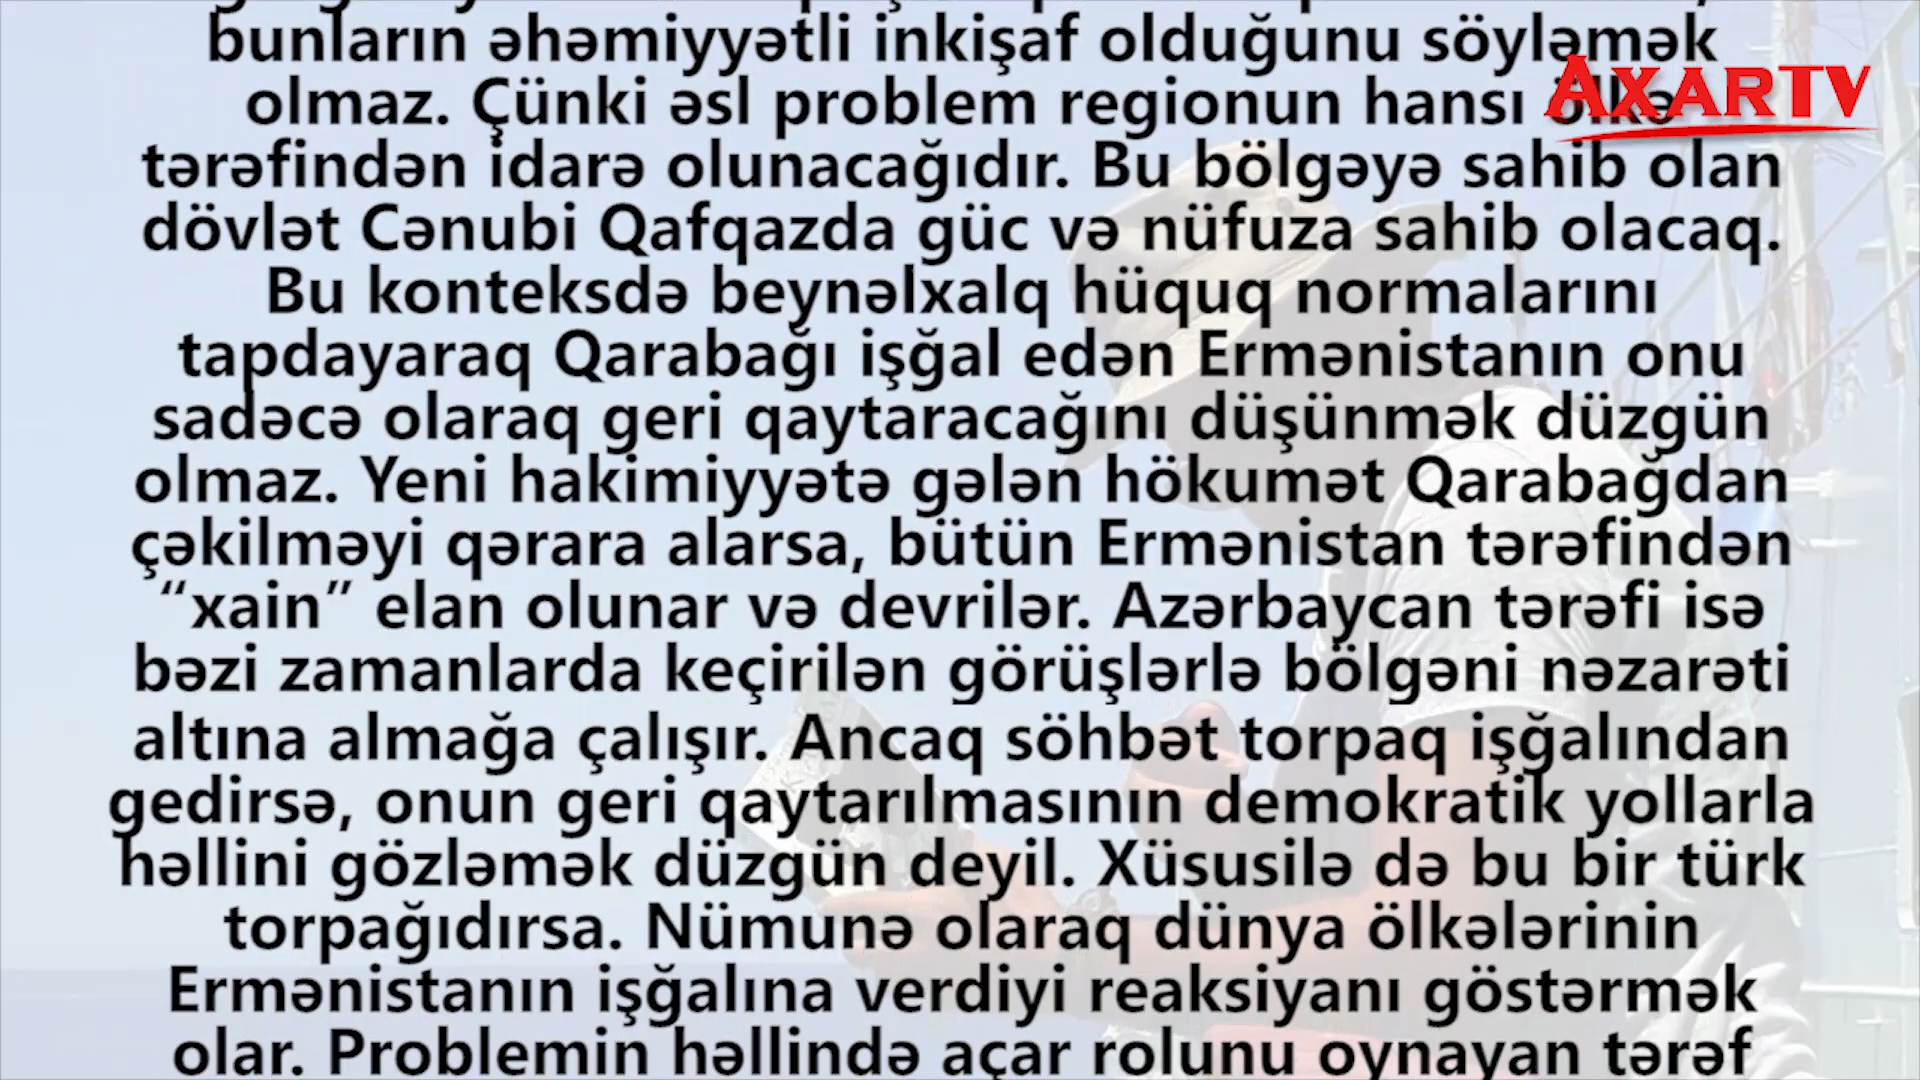 bunların əhəmiyyətli inkişaf olduğunu söyləmək
olmaz. Çünki əsl problem regionun hansı ölkə
AXARTV
tərəfindən idarə olunacağıdır. Bu bölgəyə sahib olan
dövlət Cənubi Qafqazda güc və nüfuza sahib olacaq.
Bu konteksdə beynəlxalq hüquq normalarını
tapdayaraq Qarabağı işğal edən Ermənistanın onu
sadəcə olaraq geri qaytaracağını düşünmək düzgün
olmaz. Yeni hakimiyyətə gələn hökumət Qarabağdan
çəkilməyi qərara alarsa, bütün Ermənistan tərəfindən
“xain” elan olunar və devrilər. Azərbaycan tərəfi isə
bəzi zamanlarda keçirilən görüşlərlə bölgəni nəzarəti
altına almağa çalışır. Ancaq söhbət torpaq işğalından
gedirsə, onun geri qaytarılmasının demokratik yollarla
həllini gözləmək düzgün deyil. Xüsusilə də bu bir türk
torpağıdırsa. Nümunə olaraq dünya ölkələrinin
Ermənistanın işğalına verdiyi reaksiyanı göstərmək
olar. Problemin həllində açar rolunu oynayan tərəf